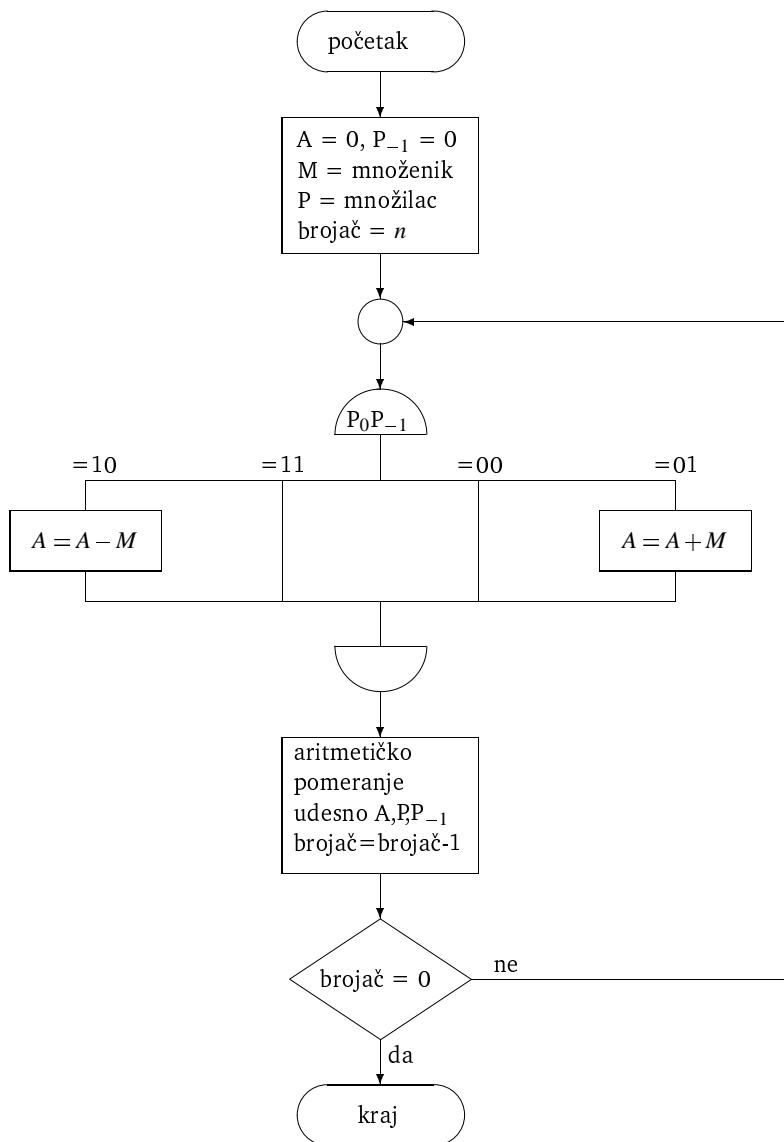 početak
A = 0, P₋₁ = 0
M = množenik
P = množilac
brojač = n
P₀P₋₁
=10
=11
=00
=01
A = A − M
A = A + M
aritmetičko
pomeranje
udesno A,P,P₋₁
brojač=brojač-1
brojač = 0
ne
da
kraj